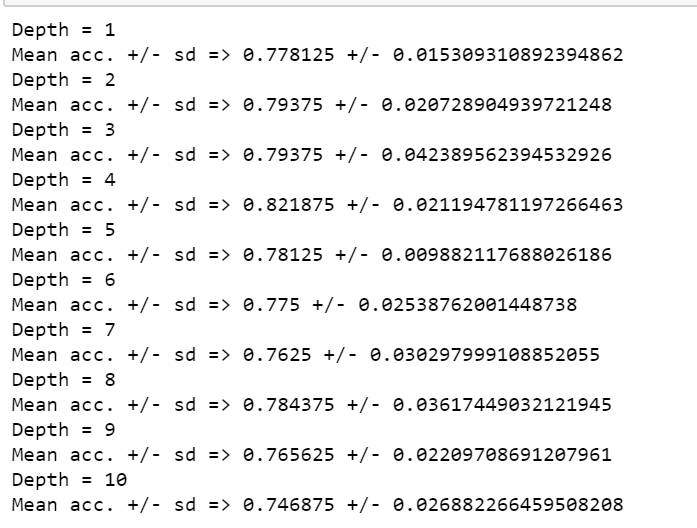 Depth = 1
Mean acc. +/- sd => 0.778125 +/- 0.015309310892394862
Depth = 2
Mean acc. +/- sd => 0.79375 +/- 0.020728904939721248
Depth = 3
Mean acc. +/- sd => 0.79375 +/- 0.042389562394532926
Depth = 4
Mean acc. +/- sd => 0.821875 +/- 0.021194781197266463
Depth = 5
Mean acc. +/- sd => 0.78125 +/- 0.009882117688026186
Depth = 6
Mean acc. +/- sd => 0.775 +/- 0.02538762001448738
Depth = 7
Mean acc. +/- sd => 0.7625 +/- 0.030297999108852055
Depth = 8
Mean acc. +/- sd => 0.784375 +/- 0.03617449032121945
Depth = 9
Mean acc. +/- sd => 0.765625 +/- 0.02209708691207961
Depth = 10
Mean acc. +/- sd => 0.746875 +/- 0.026882266459508208